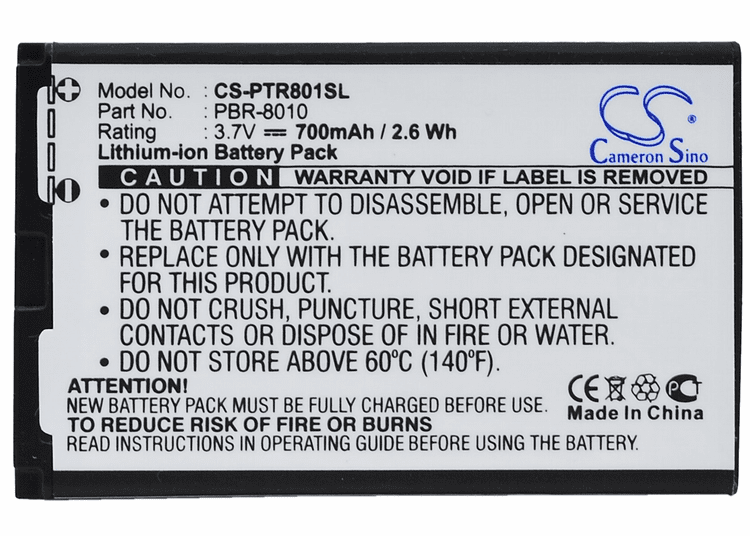 Model No. : CS-PTR801SL
Part No. : PBR-8010
Rating : 3.7V 700mAh / 2.6 Wh
Lithium-ion Battery Pack
CS
Cameron Sino
CAUTION WARRANTY VOID IF LABEL IS REMOVED
• DO NOT ATTEMPT TO DISASSEMBLE, OPEN OR SERVICE
THE BATTERY PACK.
• REPLACE ONLY WITH THE BATTERY PACK DESIGNATED
FOR THIS PRODUCT.
• DO NOT CRUSH, PUNCTURE, SHORT EXTERNAL
CONTACTS OR DISPOSE OF IN FIRE OR WATER.
• DO NOT STORE ABOVE 60ºC (140ºF).
ATTENTION!
NEW BATTERY PACK MUST BE FULLY CHARGED BEFORE USE.
TO REDUCE RISK OF FIRE OR BURNS
READ INSTRUCTIONS IN OPERATING GUIDE BEFORE USING THE BATTERY.
CE PCT
Made In China